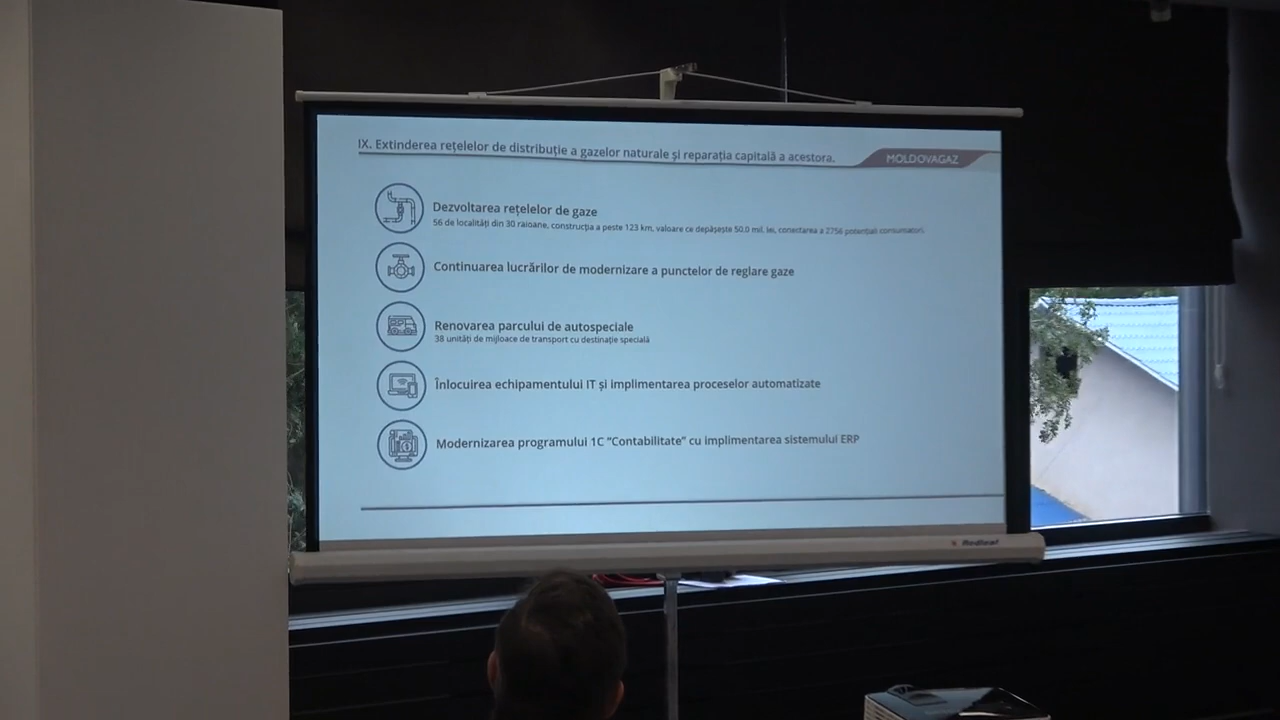 IX. Extinderea rețelelor de distribuție a gazelor naturale și reparația capitală a acestora.
MOLDOVAGAZ
Dezvoltarea rețelelor de gaze
56 de localități din 30 raioane, construcția a peste 123 km, valoare ce depășește 50.0 mil. lei, conectarea a 2756 potențiali consumatori.
Continuarea lucrărilor de modernizare a punctelor de reglare gaze
Renovarea parcului de autospeciale
38 unități de mijloace de transport cu destinație specială
Înlocuirea echipamentului IT și implimentarea proceselor automatizate
Modernizarea programului 1C "Contabilitate" cu implimentarea sistemului ERP